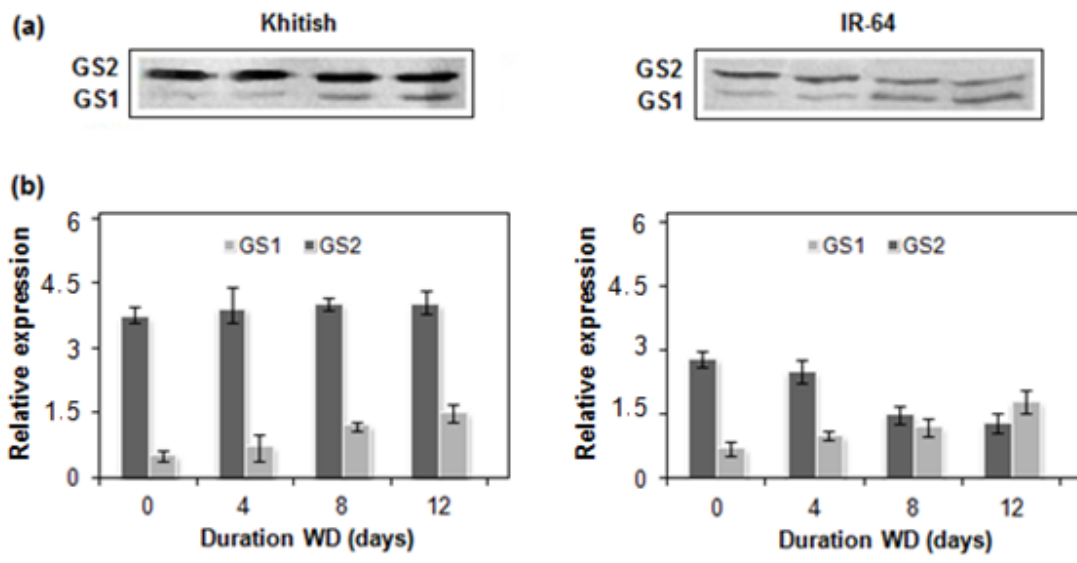 (a)
Khitish
IR-64
GS2
GS1
GS2
GS1
(b)
Relative expression
6
4.5
3
1.5
0
GS1 GS2
0 4 8 12
Duration WD (days)
Relative expression
6
4.5
3
1.5
0
GS1 GS2
0 4 8 12
Duration WD (days)